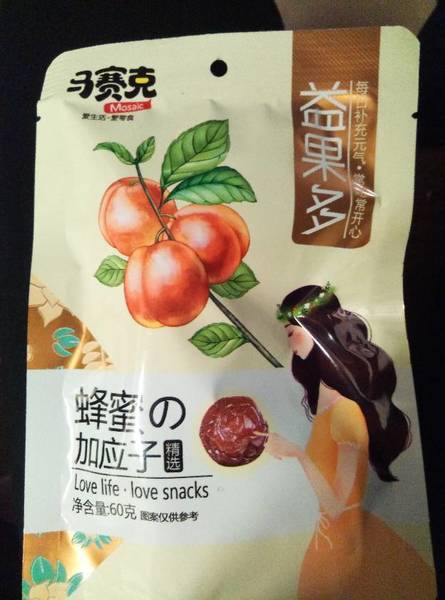 马赛克
Mosaic
爱生活·爱零食
益果多
每日补充元气·常吃常开心
蜂蜜の
加应子
精选
Love life · love snacks
净含量:60克 图案仅供参考